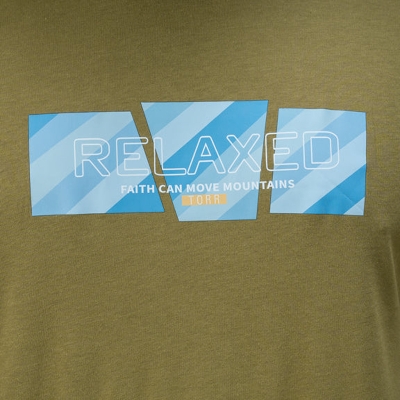 RELAXED
FAITH CAN MOVE MOUNTAINS
TORR